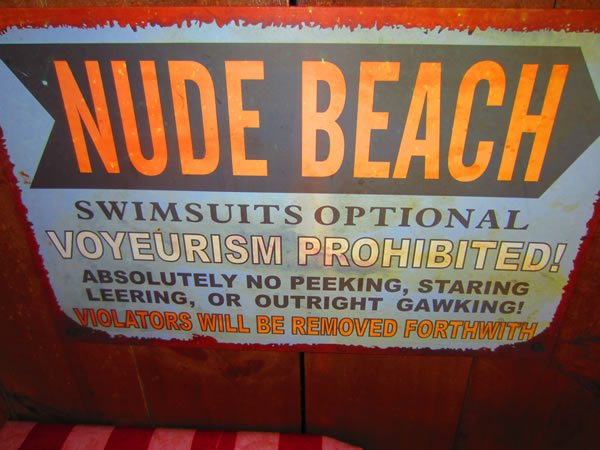 NUDE BEACH
SWIMSUITS OPTIONAL
VOYEURISM PROHIBITED!
ABSOLUTELY NO PEEKING, STARING
LEERING, OR OUTRIGHT GAWKING!
VIOLATORS WILL BE REMOVED FORTHWITH